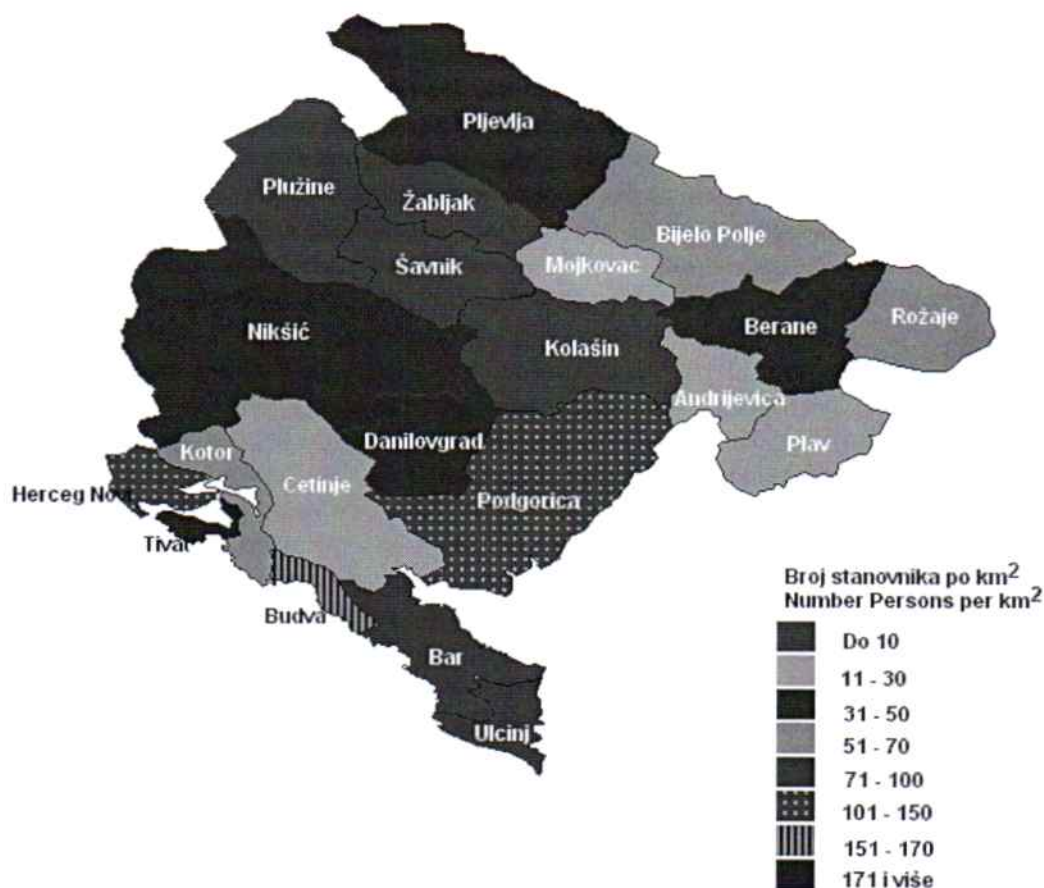 Pljevlja
Plužine
Žabljak
Bijelo Polje
Šavnik
Mojkovac
Nikšić
Berane
Rožaje
Kolašin
Andrijevica
Danilovgrad
Plav
Kotor
Cetinje
Herceg Novi
Podgorica
Tivat
Budva
Bar
Ulcinj
Broj stanovnika po km²
Number Persons per km²
Do 10
11 - 30
31 - 50
51 - 70
71 - 100
101 - 150
151 - 170
171 i više